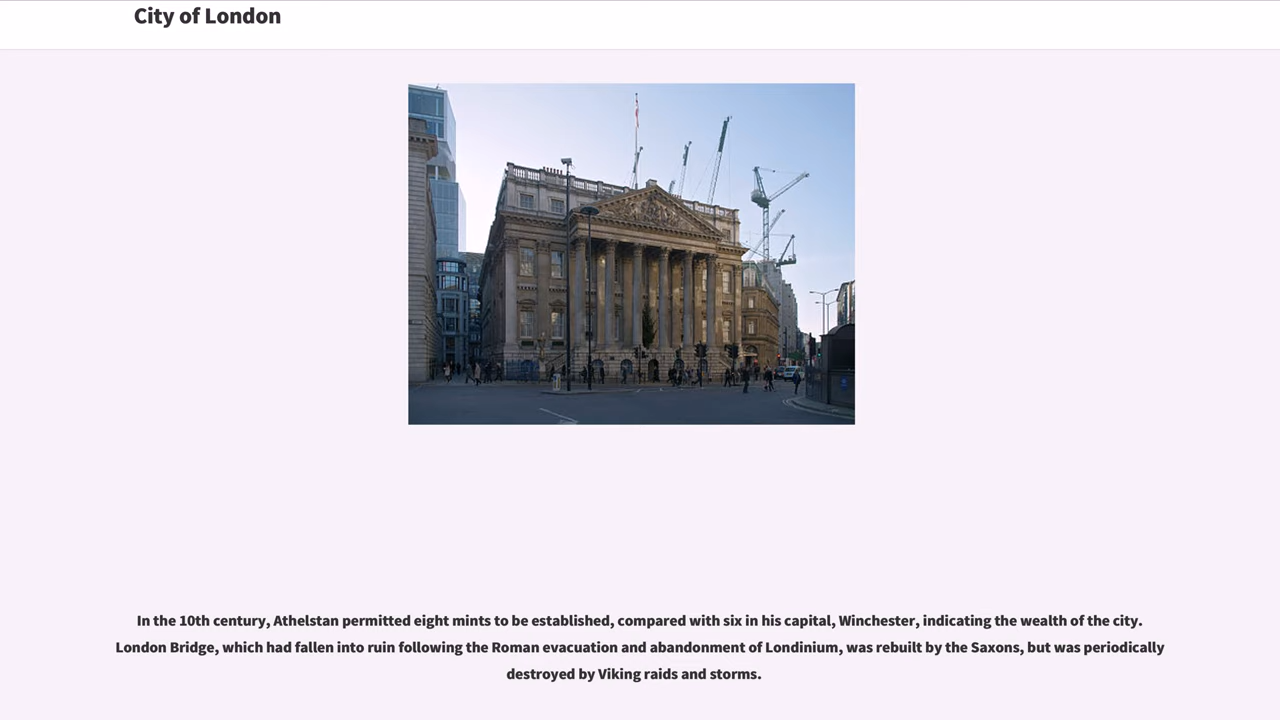 City of London
In the 10th century, Athelstan permitted eight mints to be established, compared with six in his capital, Winchester, indicating the wealth of the city.
London Bridge, which had fallen into ruin following the Roman evacuation and abandonment of Londinium, was rebuilt by the Saxons, but was periodically
destroyed by Viking raids and storms.